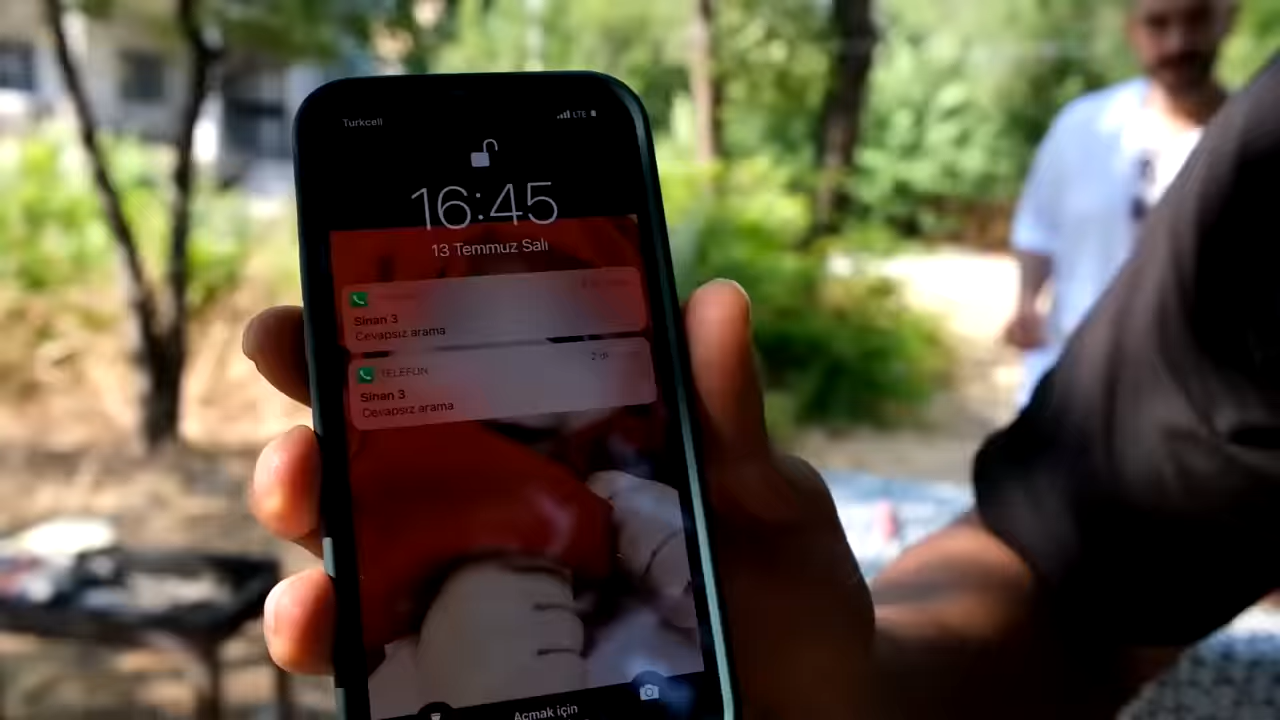 Turkcell
LTE
16:45
13 Temmuz Salı
Sinan 3
Cevapsız arama
TELEFON
2 d
Sinan 3
Cevapsız arama
Açmak için